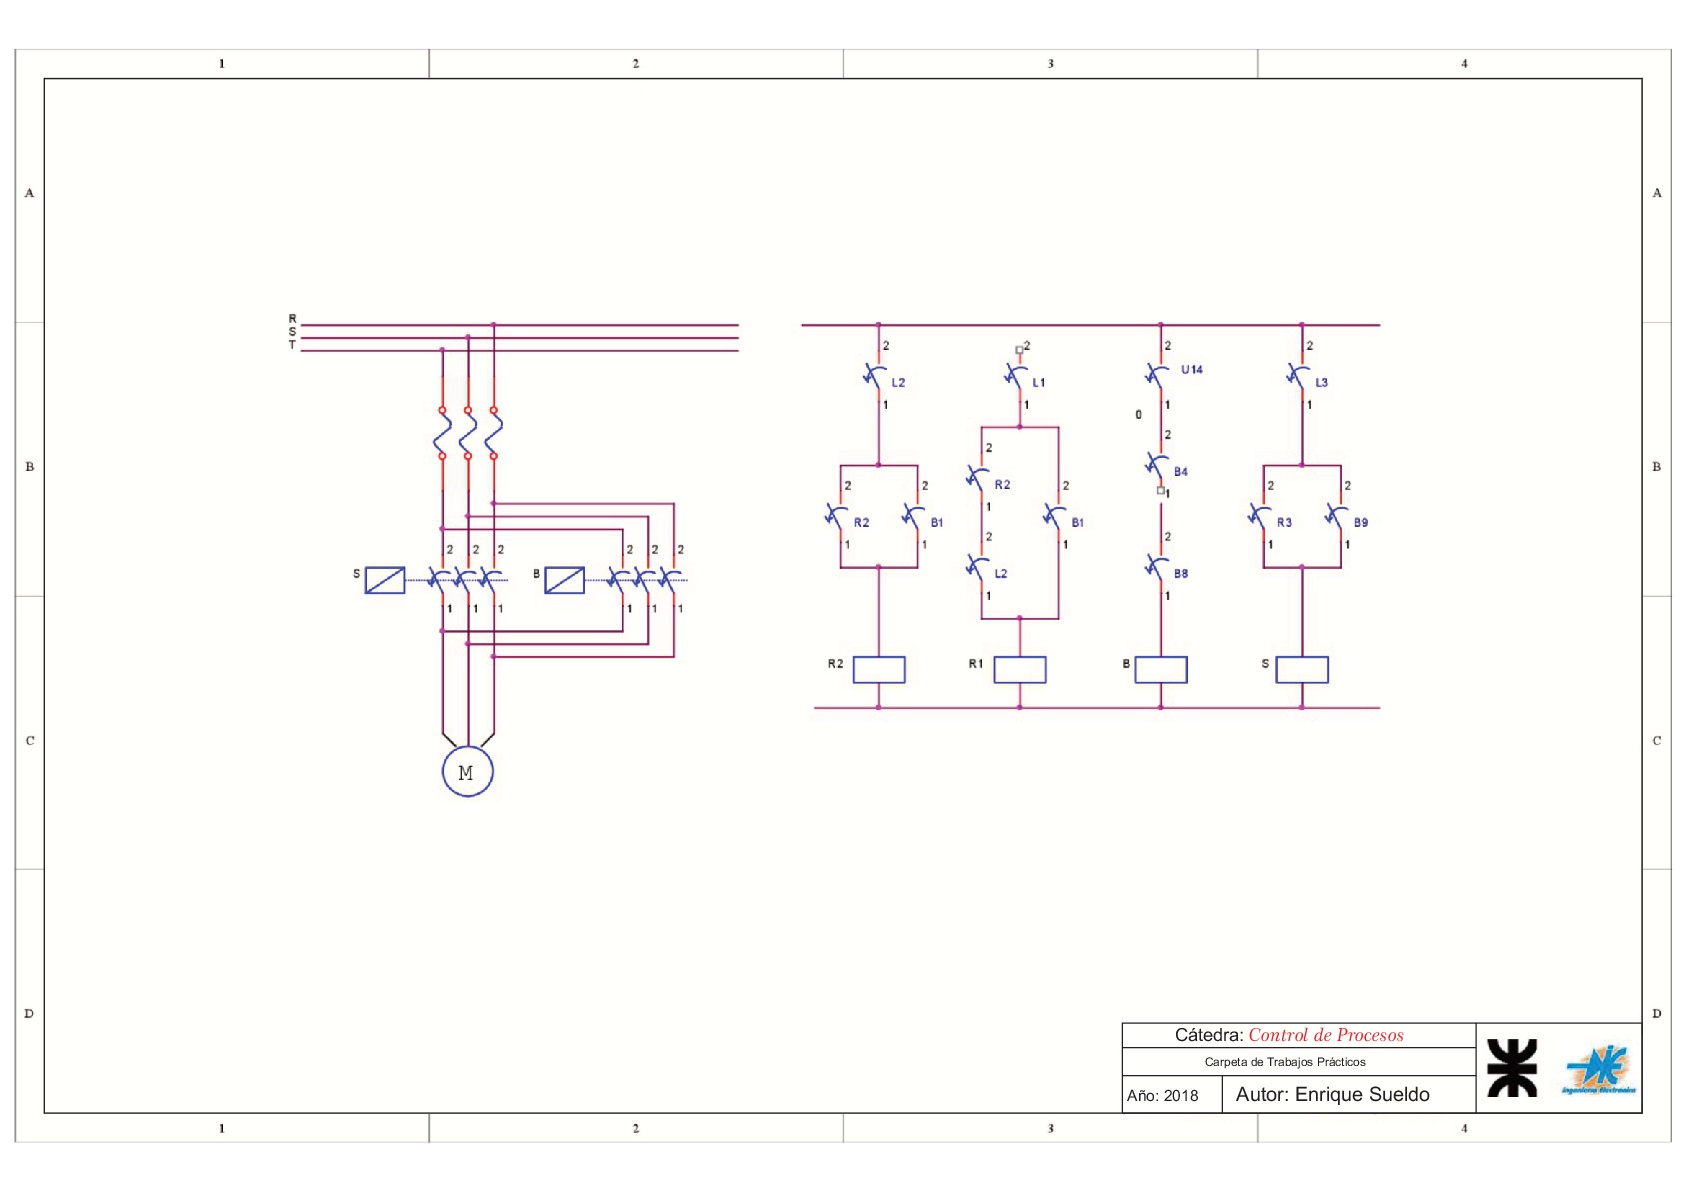 1 2 3 4
A A
R
S
T
2 2 2 2
L2 L1 U14 L3
1 1 1 1
0
2
2
B B
B4
R2
1
2 2 2 2 2
1
R2 B1 B1 R3 B9
1 1 1 1 1
2 2 2 2 2 2
2 2
S B
L2 B8
1 1 1 1 1 1
1 1
R2 R1 B S
C C
M
D D
Cátedra: Control de Procesos
Carpeta de Trabajos Prácticos
Año: 2018
Autor: Enrique Sueldo
Ingeniería Electrónica
1 2 3 4